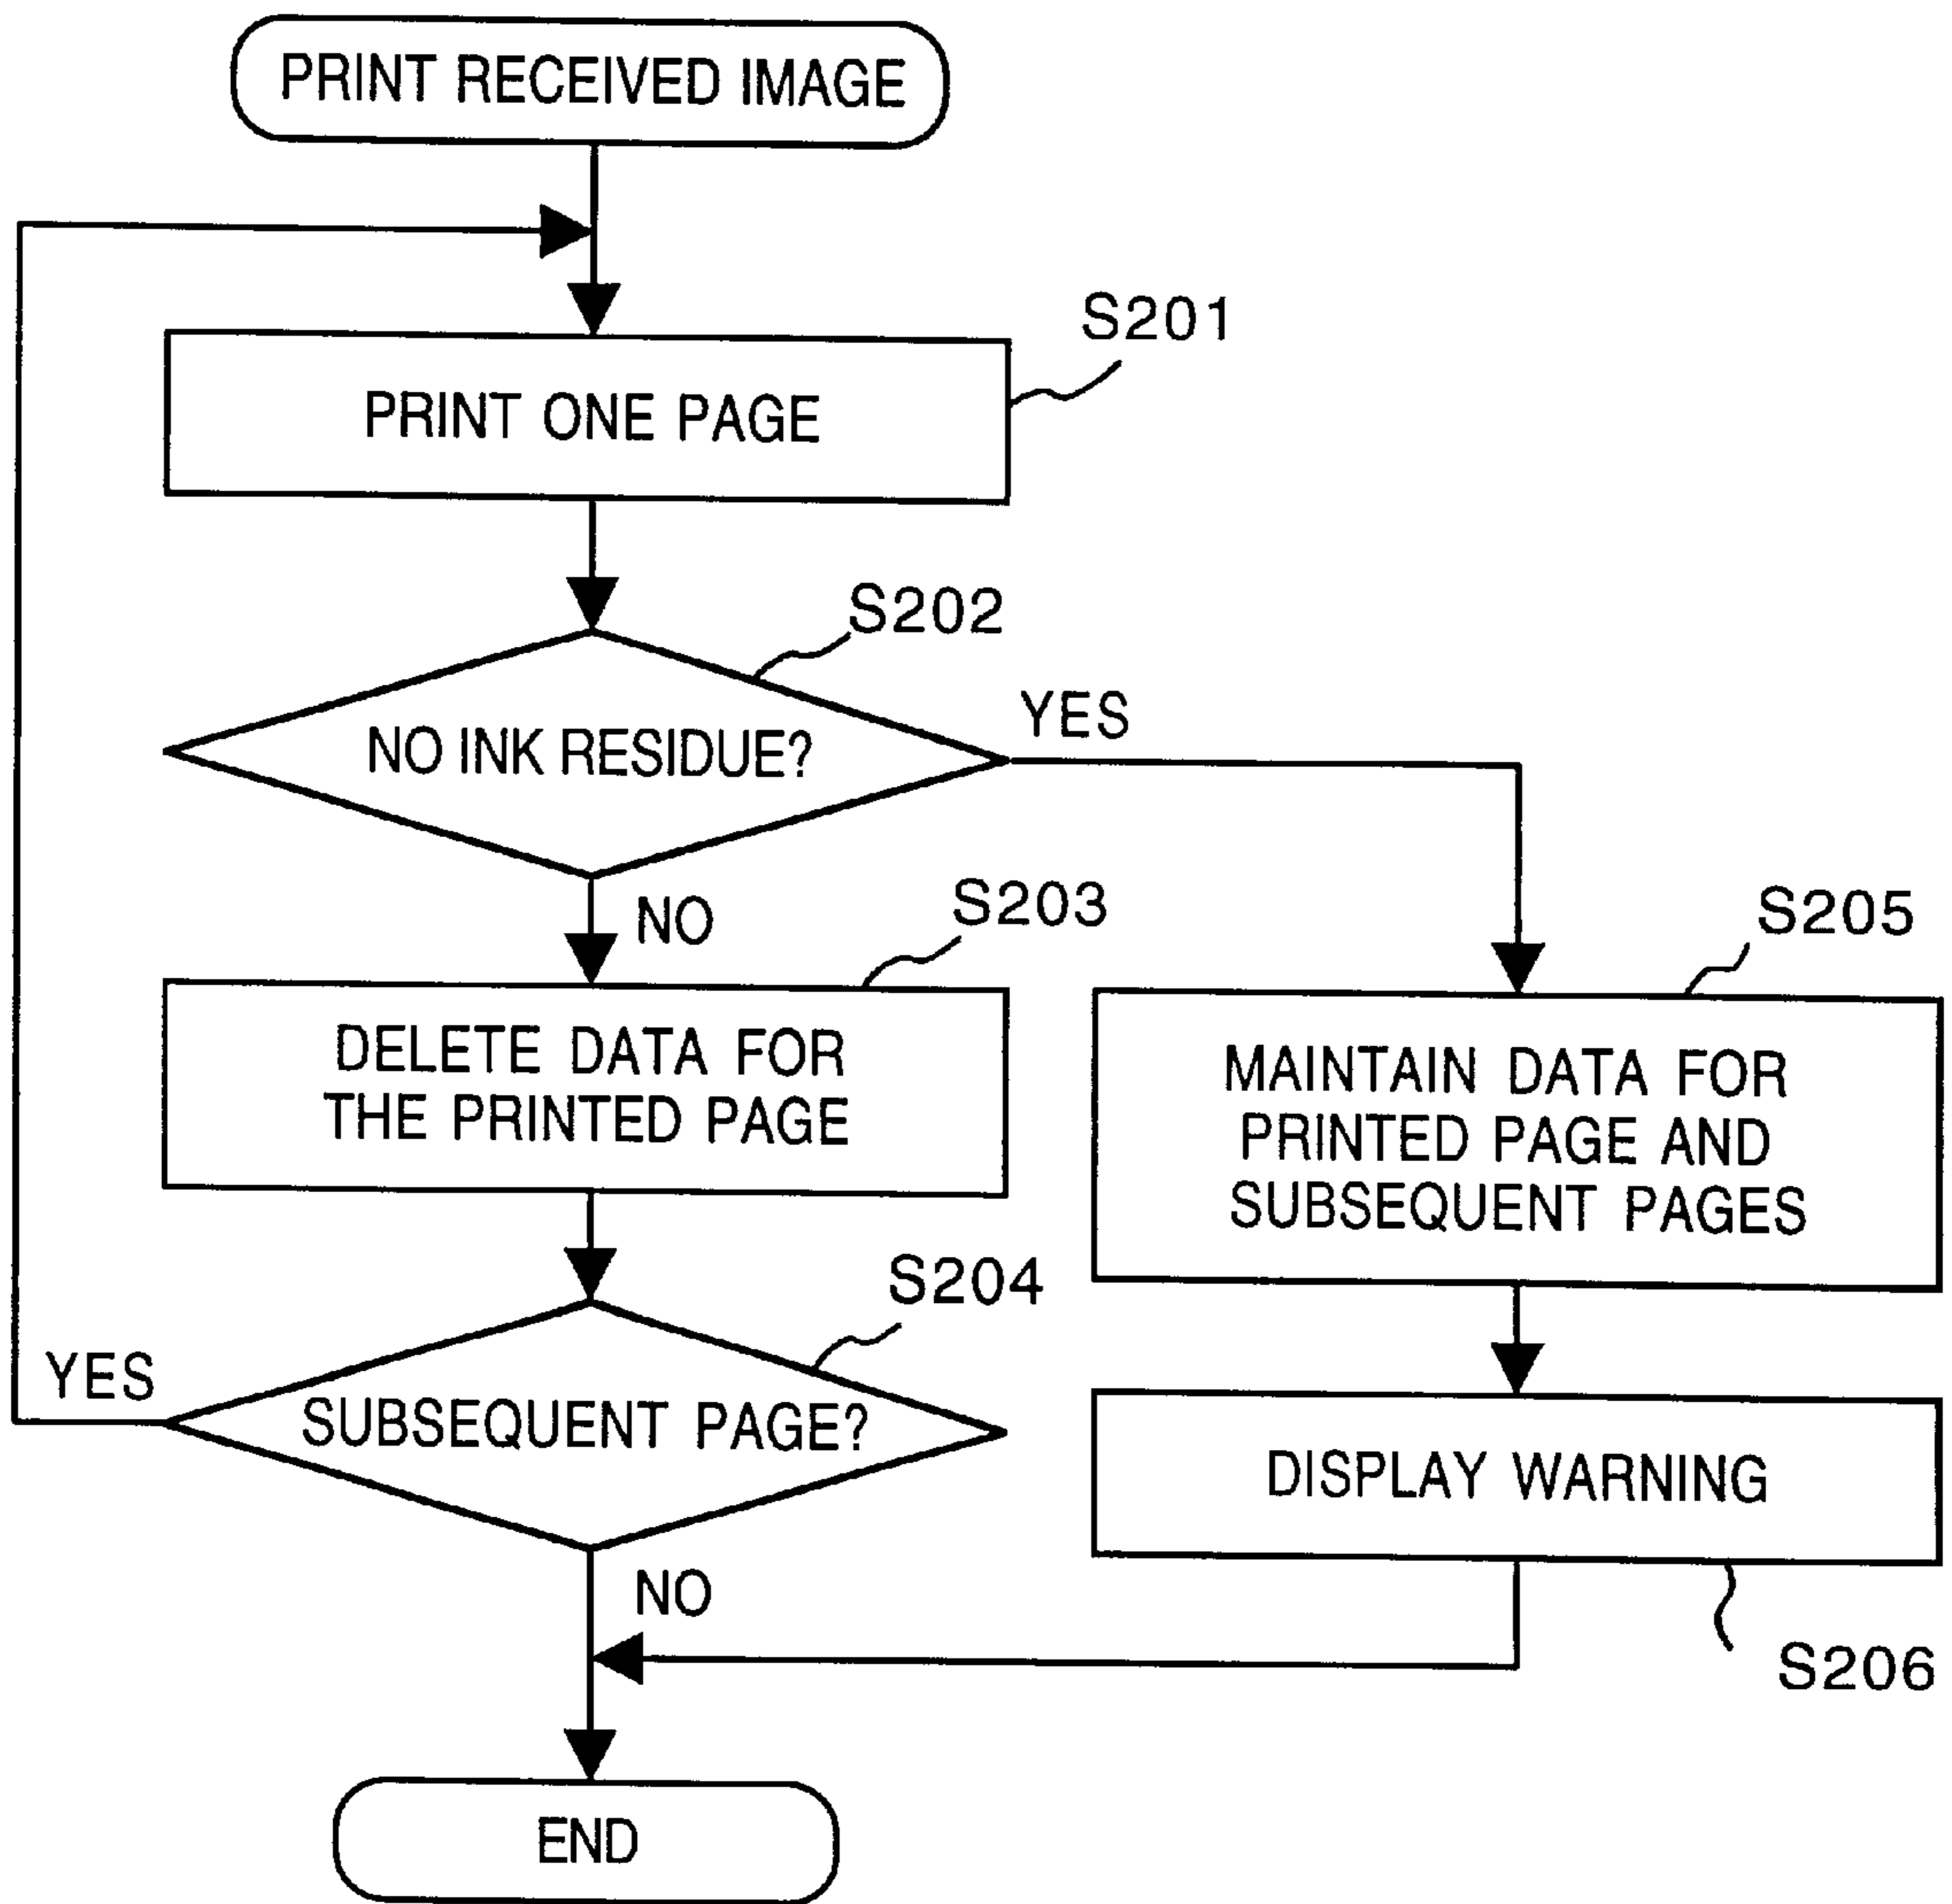 PRINT RECEIVED IMAGE
S201
PRINT ONE PAGE
S202
NO INK RESIDUE?
YES
NO
S203
DELETE DATA FOR
THE PRINTED PAGE
S205
MAINTAIN DATA FOR
PRINTED PAGE AND
SUBSEQUENT PAGES
S204
YES
SUBSEQUENT PAGE?
NO
DISPLAY WARNING
S206
END